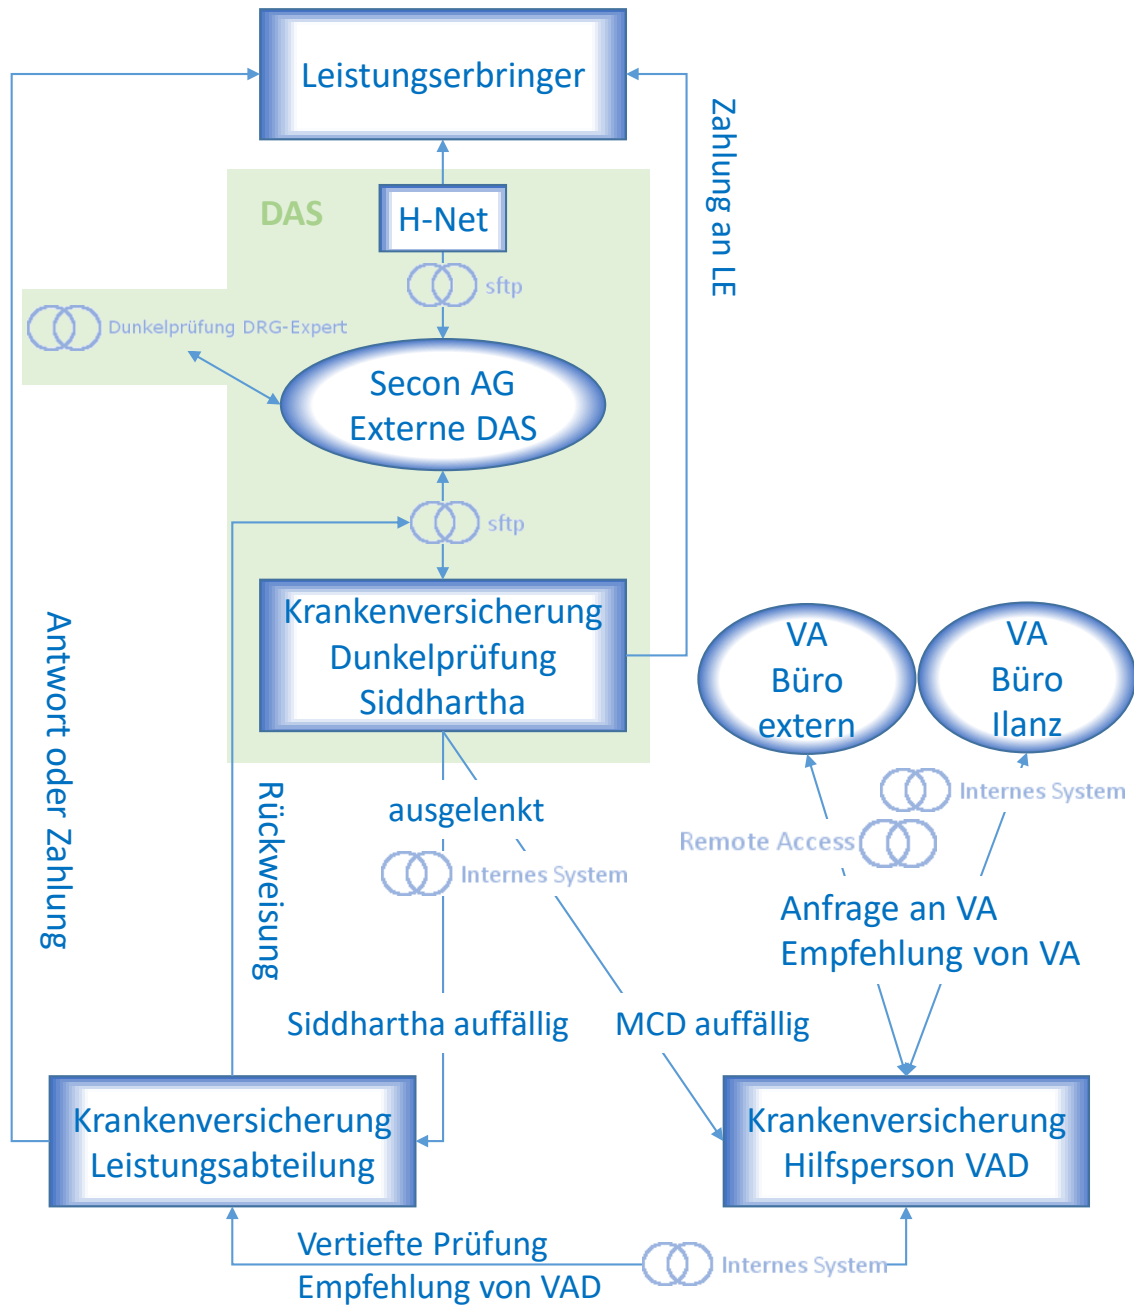 Leistungserbringer
Zahlung an LE
DAS
H-Net
sftp
Dunkelprüfung DRG-Expert
Secon AG
Externe DAS
sftp
Krankenversicherung
Dunkelprüfung
Siddhartha
VA
Büro
extern
VA
Büro
Ilanz
Antwort oder Zahlung
Rückweisung
ausgelenkt
Internes System
Internes System
Remote Access
Anfrage an VA
Empfehlung von VA
Siddhartha auffällig
MCD auffällig
Krankenversicherung
Leistungsabteilung
Krankenversicherung
Hilfsperson VAD
Vertiefte Prüfung
Empfehlung von VAD
Internes System